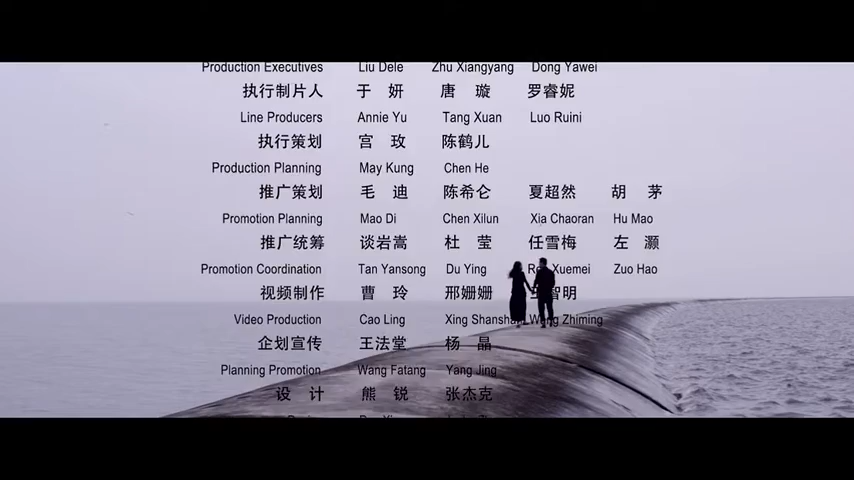 Production Executives Liu Dele Zhu Xiangyang Dong Yawei
执行制片人 于 妍 唐 璇 罗睿妮
Line Producers Annie Yu Tang Xuan Luo Ruini
执行策划 宫 玫 陈鹤儿
Production Planning May Kung Chen He
推广策划 毛 迪 陈希仑 夏超然 胡 茅
Promotion Planning Mao Di Chen Xilun Xia Chaoran Hu Mao
推广统筹 谈岩嵩 杜 莹 任雪梅 左 灏
Promotion Coordination Tan Yansong Du Ying Xuemei Zuo Hao
视频制作 曹 玲 邢姗姗 智明
Video Production Cao Ling Xing Shanshan Wang Zhiming
企划宣传 王法堂 杨 晶
Planning Promotion Wang Fatang Yang Jing
设 计 熊 锐 张杰克